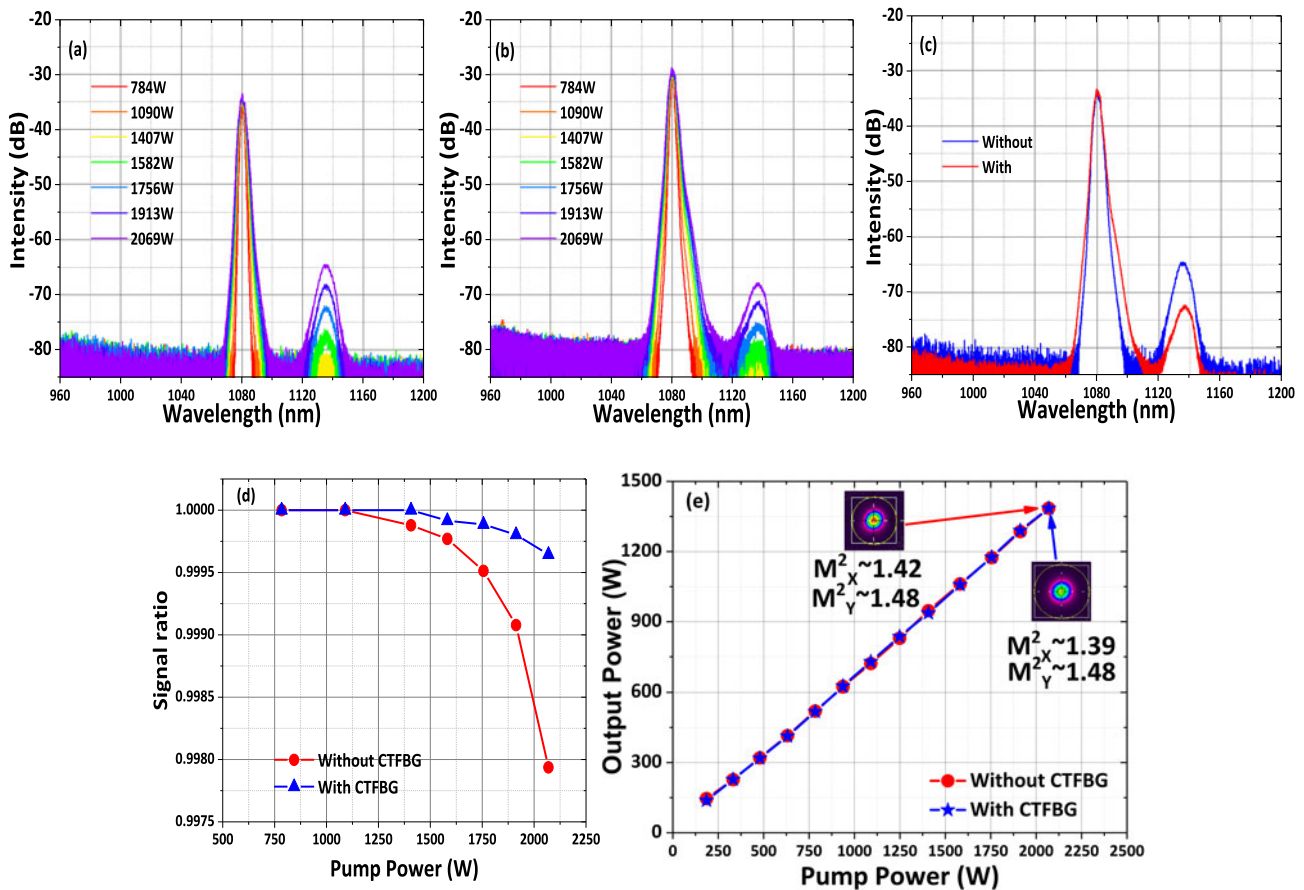 (a)
-20
-30
-40
-50
-60
-70
-80
Intensity (dB)
784W
1090W
1407W
1582W
1756W
1913W
2069W
960 1000 1040 1080 1120 1160 1200
Wavelength (nm)
(b)
-20
-30
-40
-50
-60
-70
-80
Intensity (dB)
784W
1090W
1407W
1582W
1756W
1913W
2069W
960 1000 1040 1080 1120 1160 1200
Wavelength (nm)
(c)
-20
-30
-40
-50
-60
-70
-80
Intensity (dB)
Without
With
960 1000 1040 1080 1120 1160 1200
Wavelength (nm)
(d)
1.0000
0.9995
0.9990
0.9985
0.9980
0.9975
Signal ratio
Without CTFBG
With CTFBG
500 750 1000 1250 1500 1750 2000 2250
Pump Power (W)
(e)
1500
1200
900
600
300
0
Output Power (W)
M²X~1.42
M²Y~1.48
M²X~1.39
M²Y~1.48
Without CTFBG
With CTFBG
0 250 500 750 1000 1250 1500 1750 2000 2250 2500
Pump Power (W)